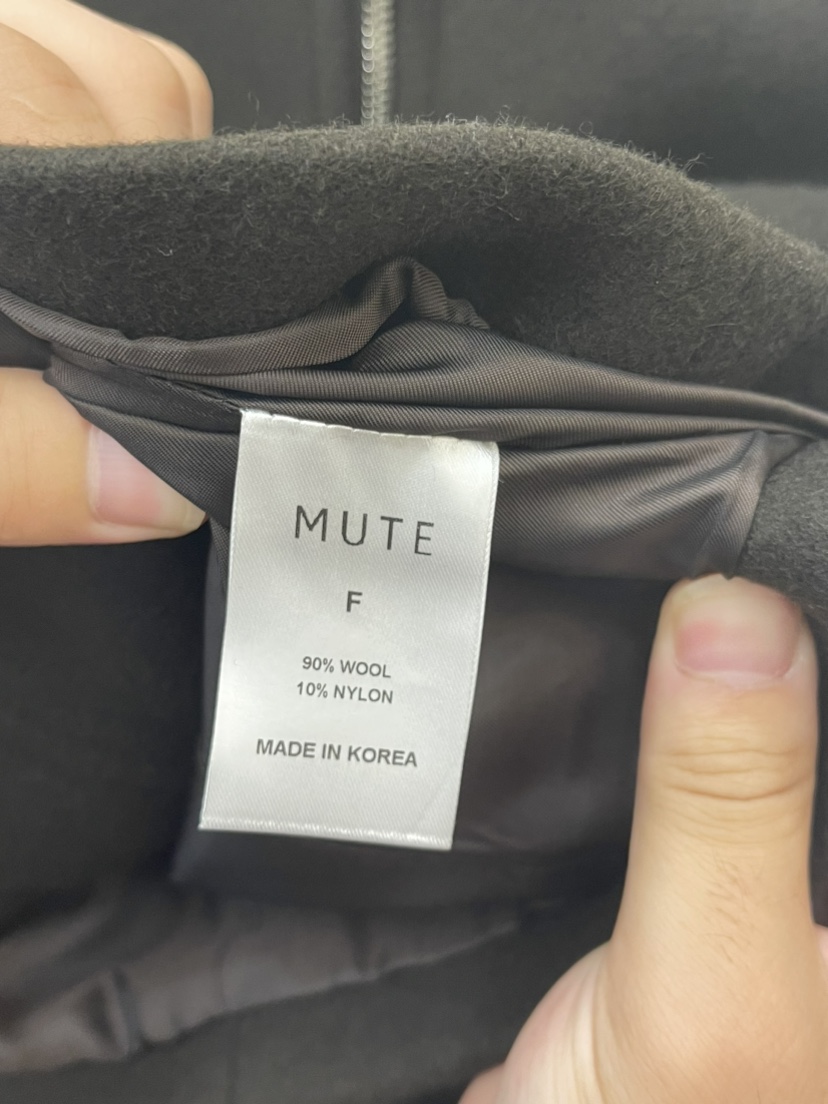 MUTE
F
90% WOOL
10% NYLON
MADE IN KOREA